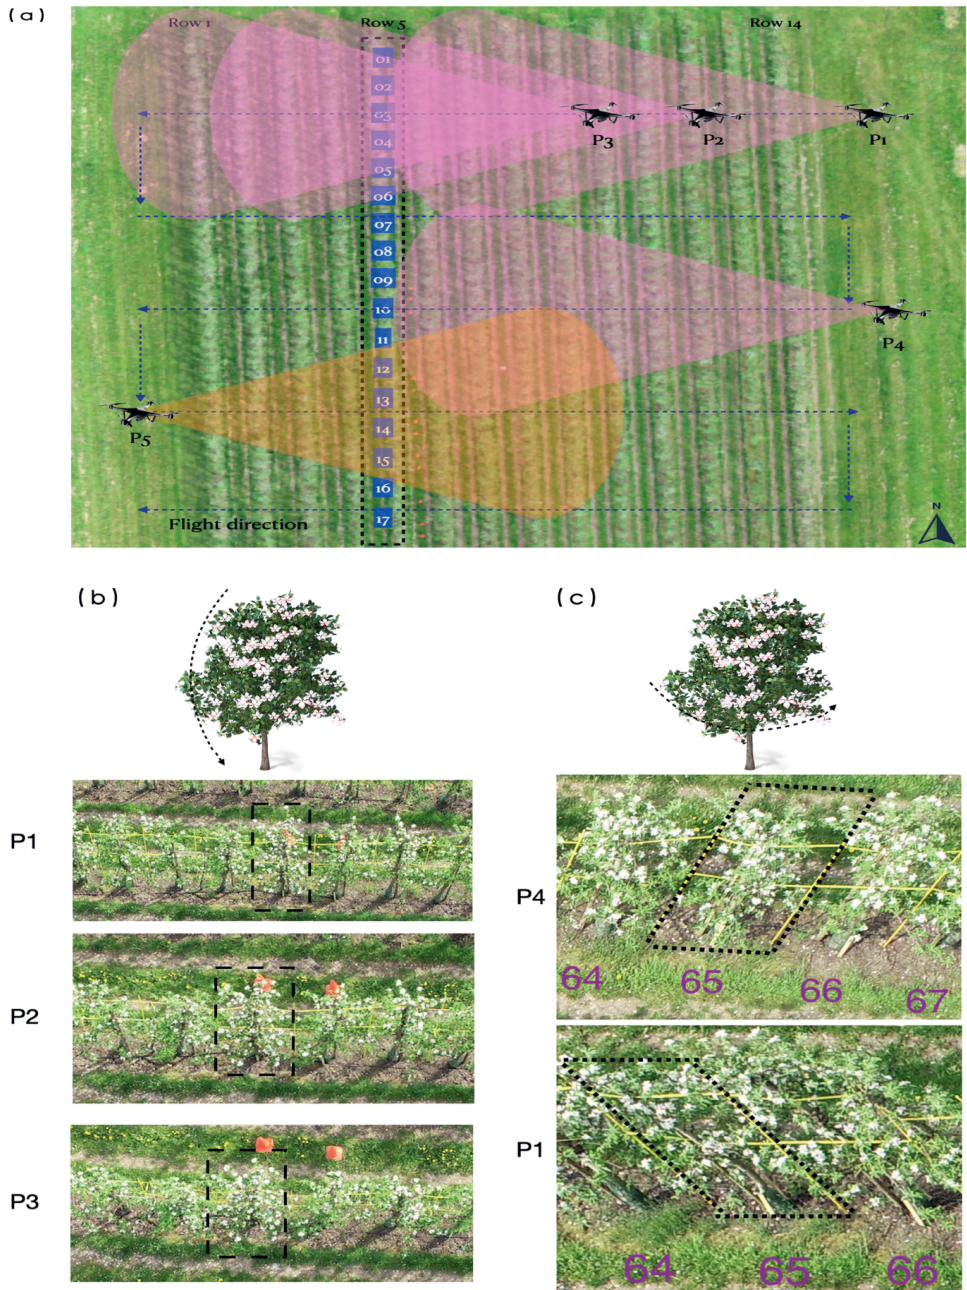 (a)
Row 1 Row 5 Row 14
01
02
03
04
05
06
07
08
09
10
11
12
13
14
15
16
17
P3 P2 P1
P4
P5
Flight direction
N
(b)
(c)
P1
P2
P3
P4
64 65 66 67
P1
64 65 66